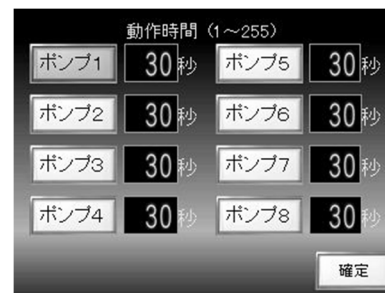 動作時間 (1～255)
ポンプ1 30秒 ポンプ5 30秒
ポンプ2 30秒 ポンプ6 30秒
ポンプ3 30秒 ポンプ7 30秒
ポンプ4 30秒 ポンプ8 30秒
確定